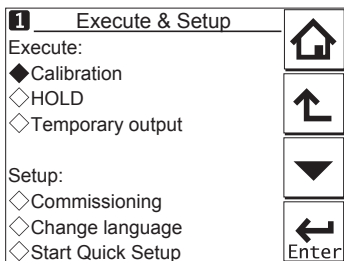 1 Execute & Setup
Execute:
◆Calibration
◇HOLD
◇Temporary output
Setup:
◇Commissioning
◇Change language
◇Start Quick Setup
Enter